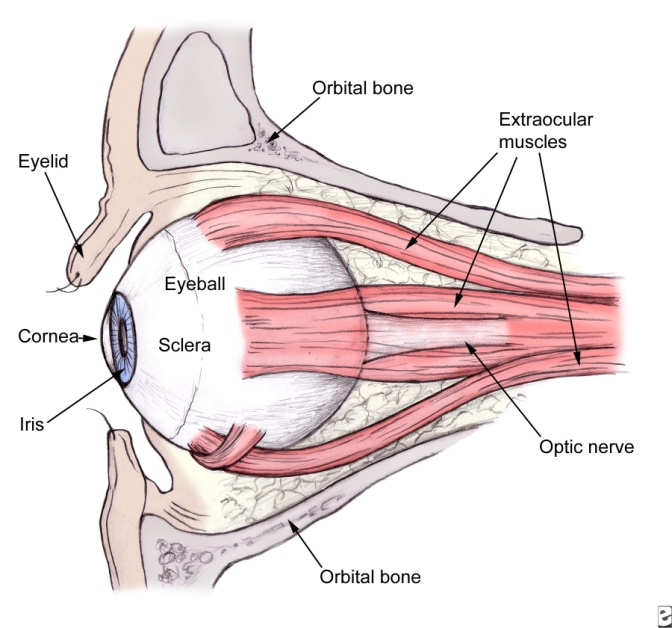 Orbital bone
Extraocular
muscles
Eyelid
Eyeball
Cornea
Sclera
Iris
Optic nerve
Orbital bone